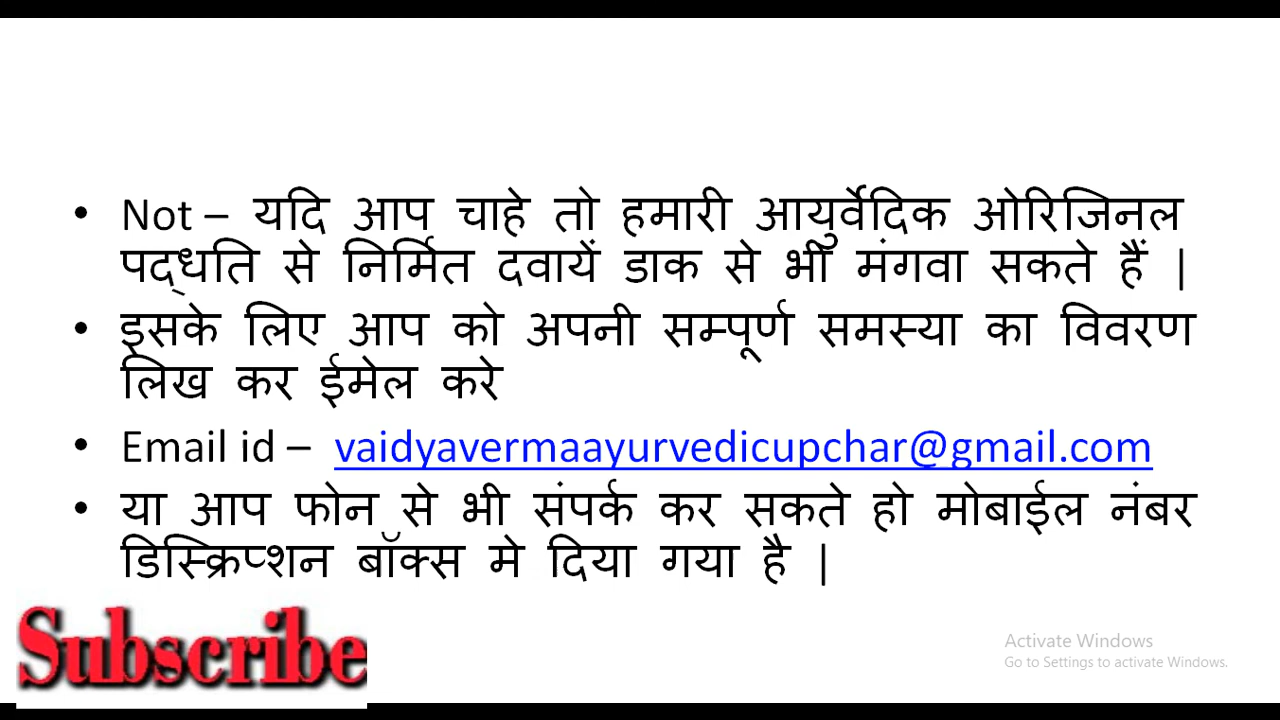 • Not – यदि आप चाहे तो हमारी आयुर्वेदिक ओरिजिनल
पद्धति से निर्मित दवायें डाक से भी मंगवा सकते हैं |
• इसके लिए आप को अपनी सम्पूर्ण समस्या का विवरण
लिख कर ईमेल करे
• Email id – vaidyavermaayurvedicupchar@gmail.com
• या आप फोन से भी संपर्क कर सकते हो मोबाईल नंबर
डिस्क्रिप्शन बॉक्स मे दिया गया है |
Subscribe
Activate Windows
Go to Settings to activate Windows.